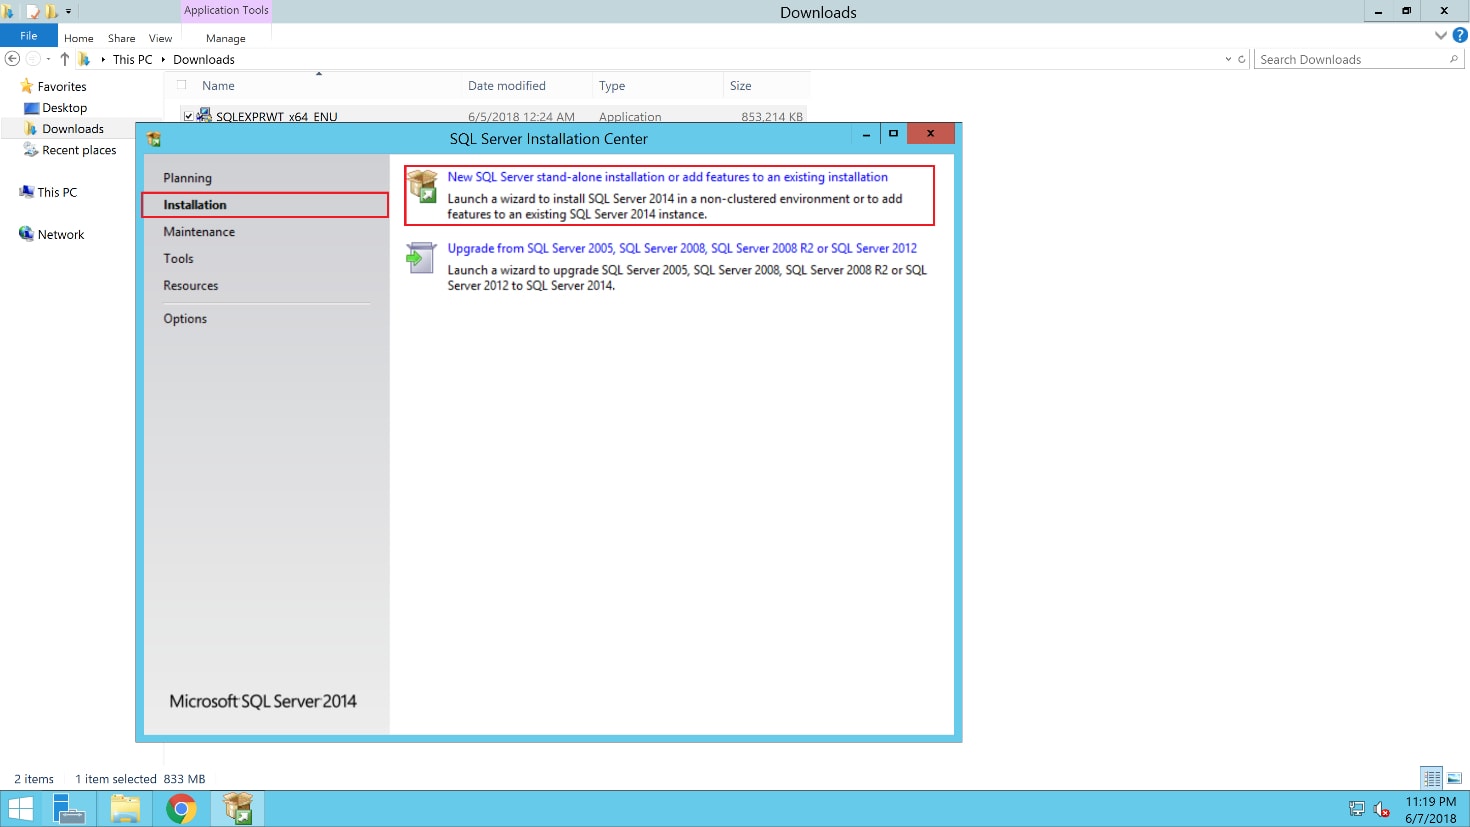 Application Tools
Downloads
File
Home
Share
View
Manage
This PC
Downloads
Search Downloads
Favorites
Desktop
Downloads
Recent places
This PC
Network
Name
Date modified
Type
Size
SQLEXPRWT_x64_ENU
6/5/2018 12:24 AM
Application
853,214 KB
SQL Server Installation Center
Planning
Installation
Maintenance
Tools
Resources
Options
New SQL Server stand-alone installation or add features to an existing installation
Launch a wizard to install SQL Server 2014 in a non-clustered environment or to add
features to an existing SQL Server 2014 instance.
Upgrade from SQL Server 2005, SQL Server 2008, SQL Server 2008 R2 or SQL Server 2012
Launch a wizard to upgrade SQL Server 2005, SQL Server 2008, SQL Server 2008 R2 or SQL
Server 2012 to SQL Server 2014.
Microsoft SQL Server 2014
2 items
1 item selected 833 MB
11:19 PM
6/7/2018